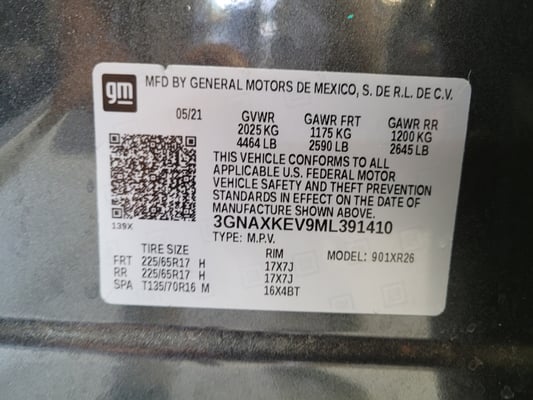 gm
MFD BY GENERAL MOTORS DE MEXICO, S. DE R.L. DE C.V.
05/21 GVWR GAWR FRT GAWR RR
2025 KG 1175 KG 1200 KG
4464 LB 2590 LB 2645 LB
THIS VEHICLE CONFORMS TO ALL
APPLICABLE U.S. FEDERAL MOTOR
VEHICLE SAFETY AND THEFT PREVENTION
STANDARDS IN EFFECT ON THE DATE OF
MANUFACTURE SHOWN ABOVE.
139X 3GNAXKEV9ML391410
TYPE: M.P.V.
TIRE SIZE RIM MODEL: 901XR26
FRT 225/65R17 H 17X7J
RR 225/65R17 H 17X7J
SPA T135/70R16 M 16X4BT